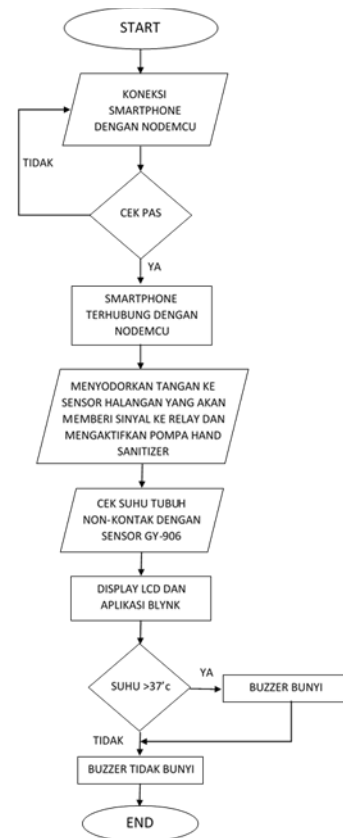 START
KONEKSI
SMARTPHONE
DENGAN NODEMCU
TIDAK
CEK PAS
YA
SMARTPHONE
TERHUBUNG DENGAN
NODEMCU
MENYODORKAN TANGAN KE
SENSOR HALANGAN YANG AKAN
MEMBERI SINYAL KE RELAY DAN
MENGAKTIFKAN POMPA HAND
SANITIZER
CEK SUHU TUBUH
NON-KONTAK DENGAN
SENSOR GY-906
DISPLAY LCD DAN
APLIKASI BLYNK
SUHU >37°c
YA
BUZZER BUNYI
TIDAK
BUZZER TIDAK BUNYI
END